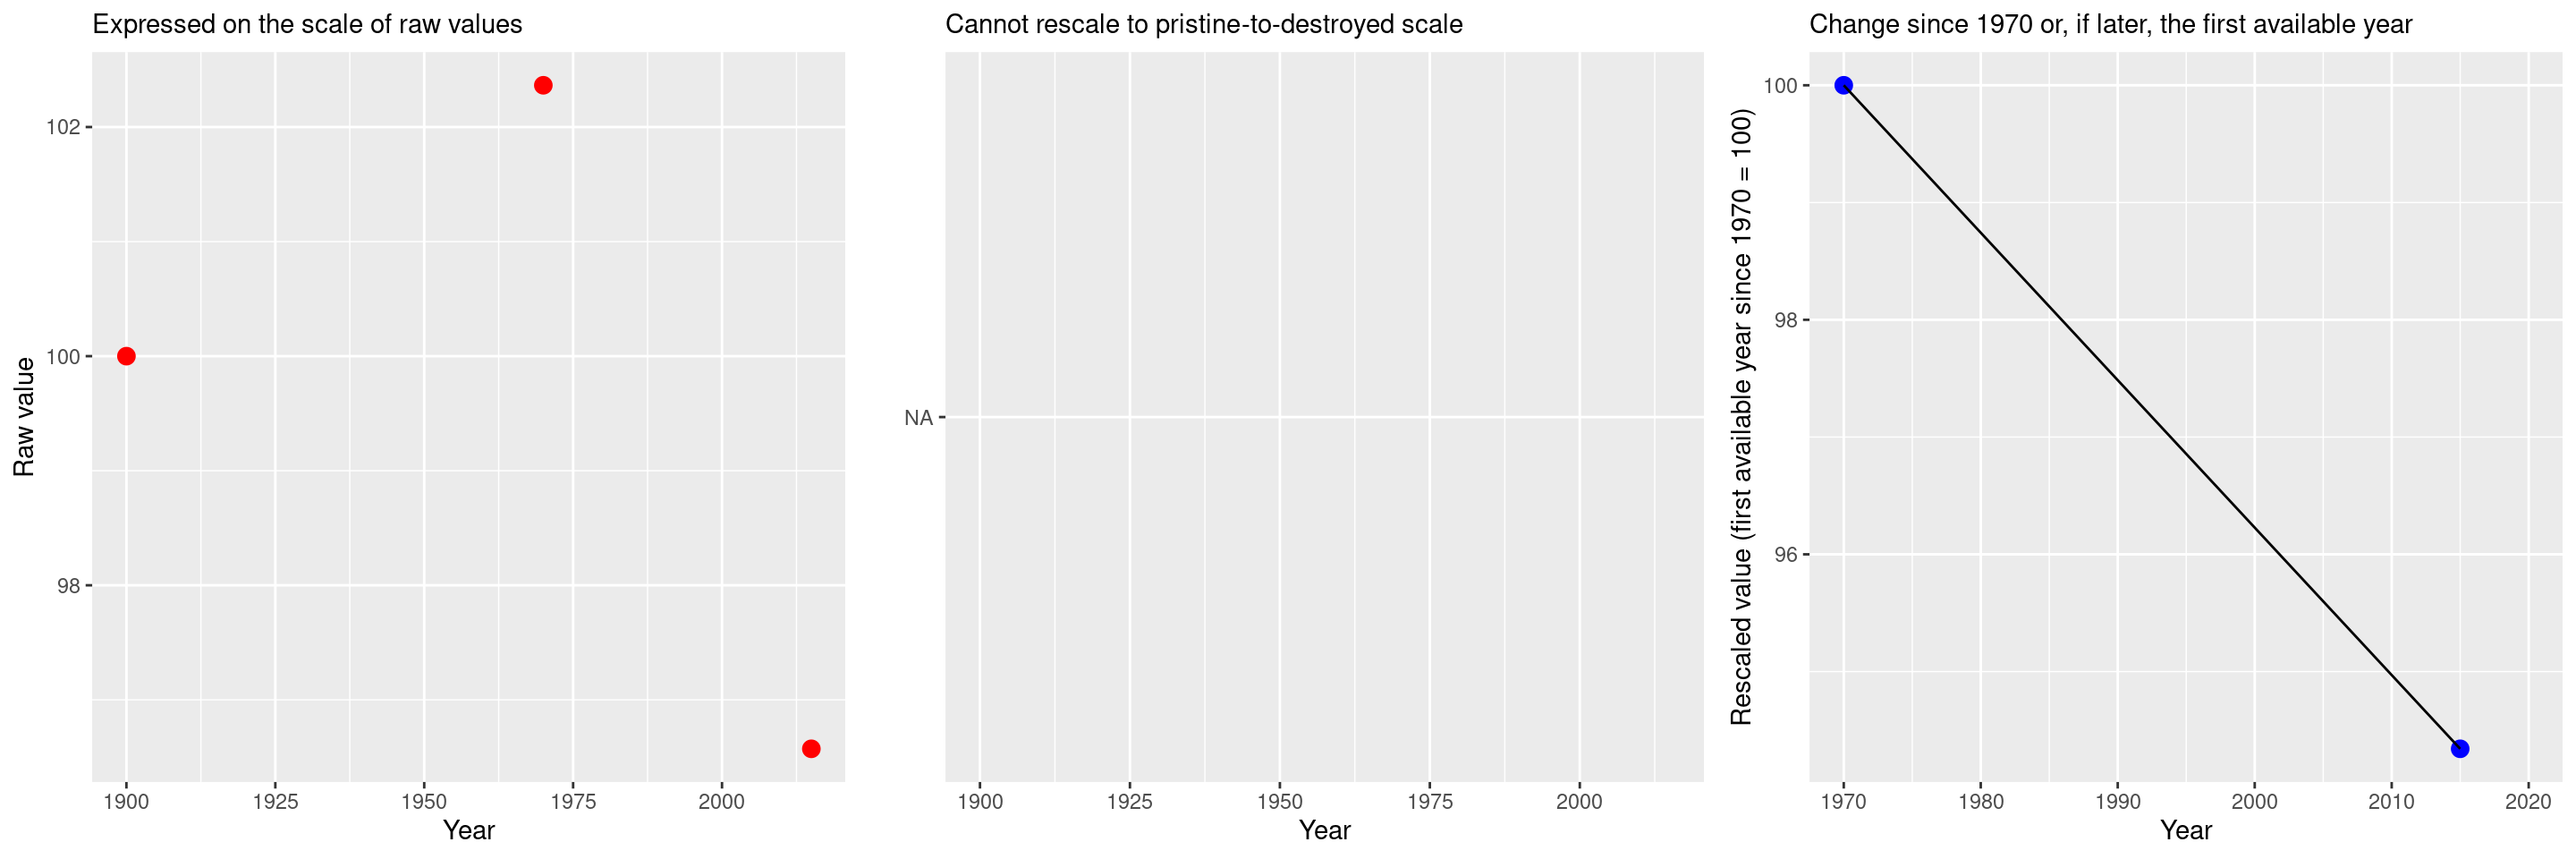 Expressed on the scale of raw values
Raw value
102
100
98
1900 1925 1950 1975 2000
Year
Cannot rescale to pristine-to-destroyed scale
NA
1900 1925 1950 1975 2000
Year
Change since 1970 or, if later, the first available year
Rescaled value (first available year since 1970 = 100)
100
98
96
1970 1980 1990 2000 2010 2020
Year